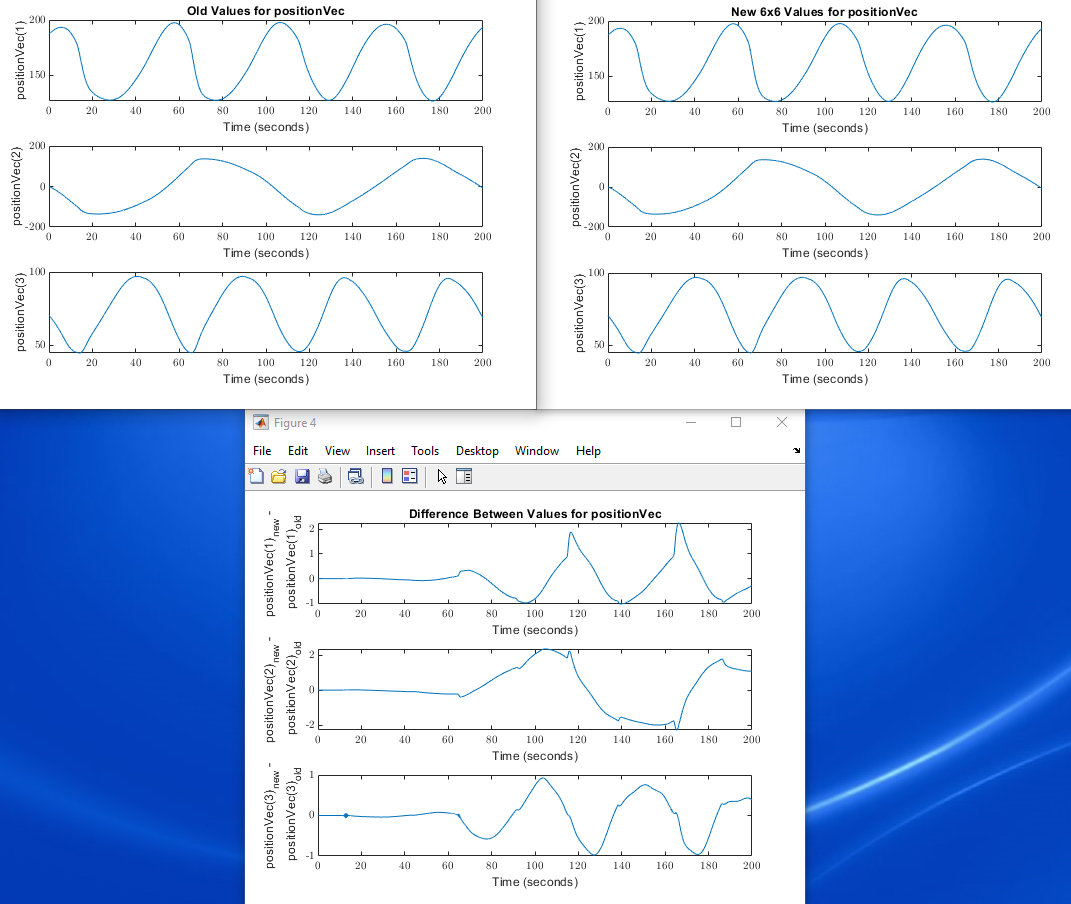 Old Values for positionVec
200
150
positionVec(1)
0 20 40 60 80 100 120 140 160 180 200
Time (seconds)
200
0
-200
positionVec(2)
0 20 40 60 80 100 120 140 160 180 200
Time (seconds)
100
50
positionVec(3)
0 20 40 60 80 100 120 140 160 180 200
Time (seconds)
New 6x6 Values for positionVec
200
150
positionVec(1)
0 20 40 60 80 100 120 140 160 180 200
Time (seconds)
200
0
-200
positionVec(2)
0 20 40 60 80 100 120 140 160 180 200
Time (seconds)
100
50
positionVec(3)
0 20 40 60 80 100 120 140 160 180 200
Time (seconds)
Figure 4
File Edit View Insert Tools Desktop Window Help
Difference Between Values for positionVec
positionVec(1)new -
positionVec(1)old
2
1
0
-1
0 20 40 60 80 100 120 140 160 180 200
Time (seconds)
positionVec(2)new -
positionVec(2)old
2
0
-2
0 20 40 60 80 100 120 140 160 180 200
Time (seconds)
positionVec(3)new -
positionVec(3)old
1
0
-1
0 20 40 60 80 100 120 140 160 180 200
Time (seconds)